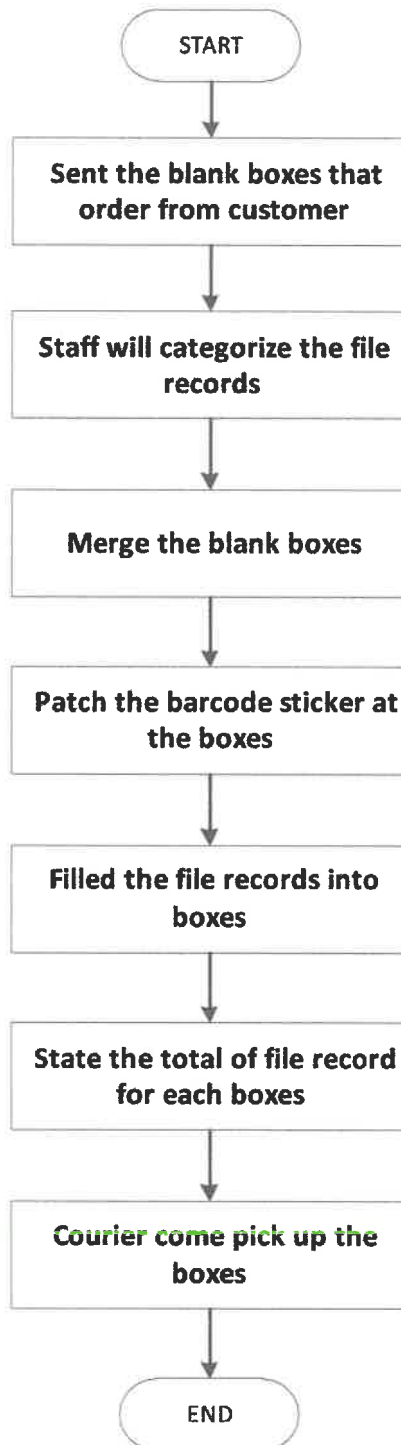 START
Sent the blank boxes that
order from customer
Staff will categorize the file
records
Merge the blank boxes
Patch the barcode sticker at
the boxes
Filled the file records into
boxes
State the total of file record
for each boxes
Courier come pick up the
boxes
END